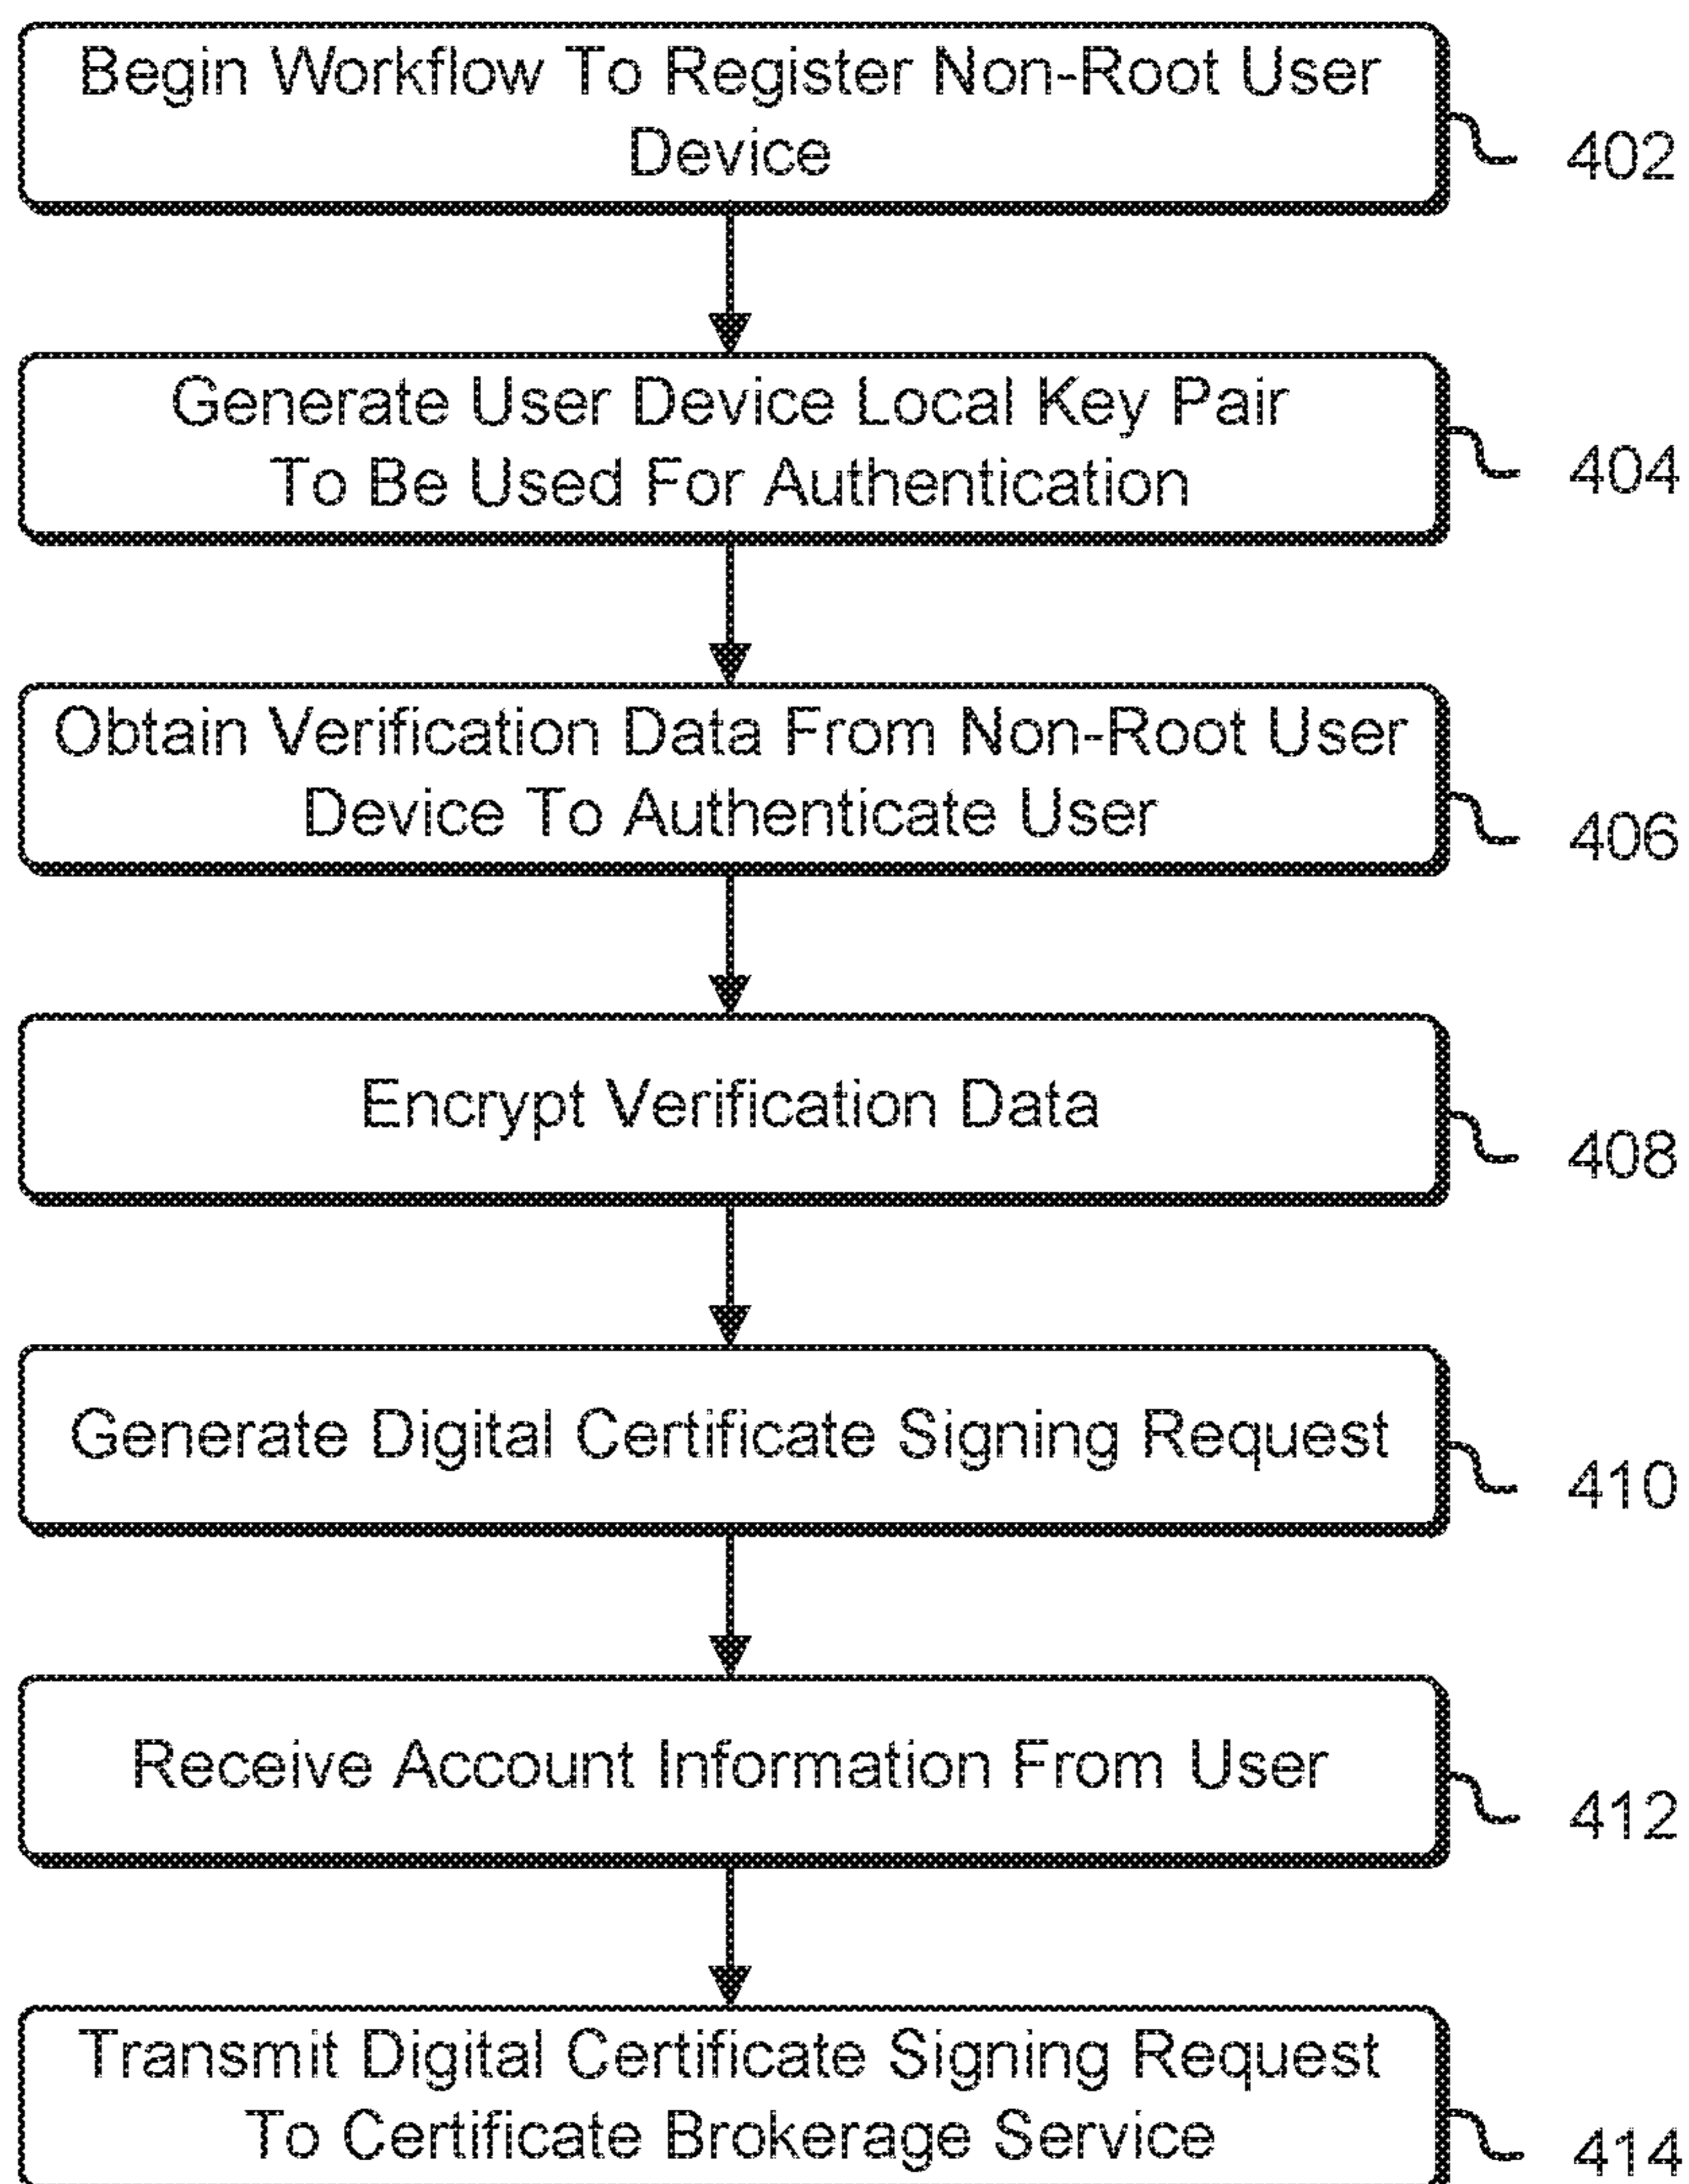 Begin Workflow To Register Non-Root User
Device
402
Generate User Device Local Key Pair
To Be Used For Authentication
404
Obtain Verification Data From Non-Root User
Device To Authenticate User
406
Encrypt Verification Data
408
Generate Digital Certificate Signing Request
410
Receive Account Information From User
412
Transmit Digital Certificate Signing Request
To Certificate Brokerage Service
414